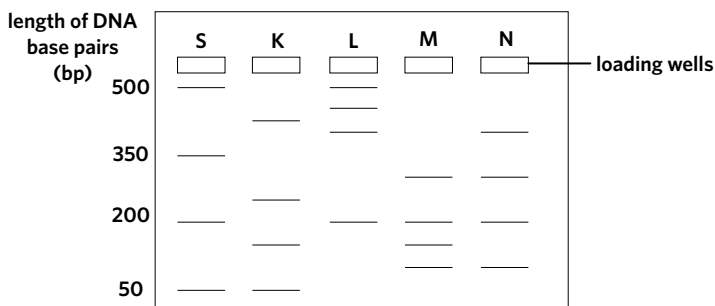 length of DNA
base pairs
(bp)
S K L M N
loading wells
500
350
200
50